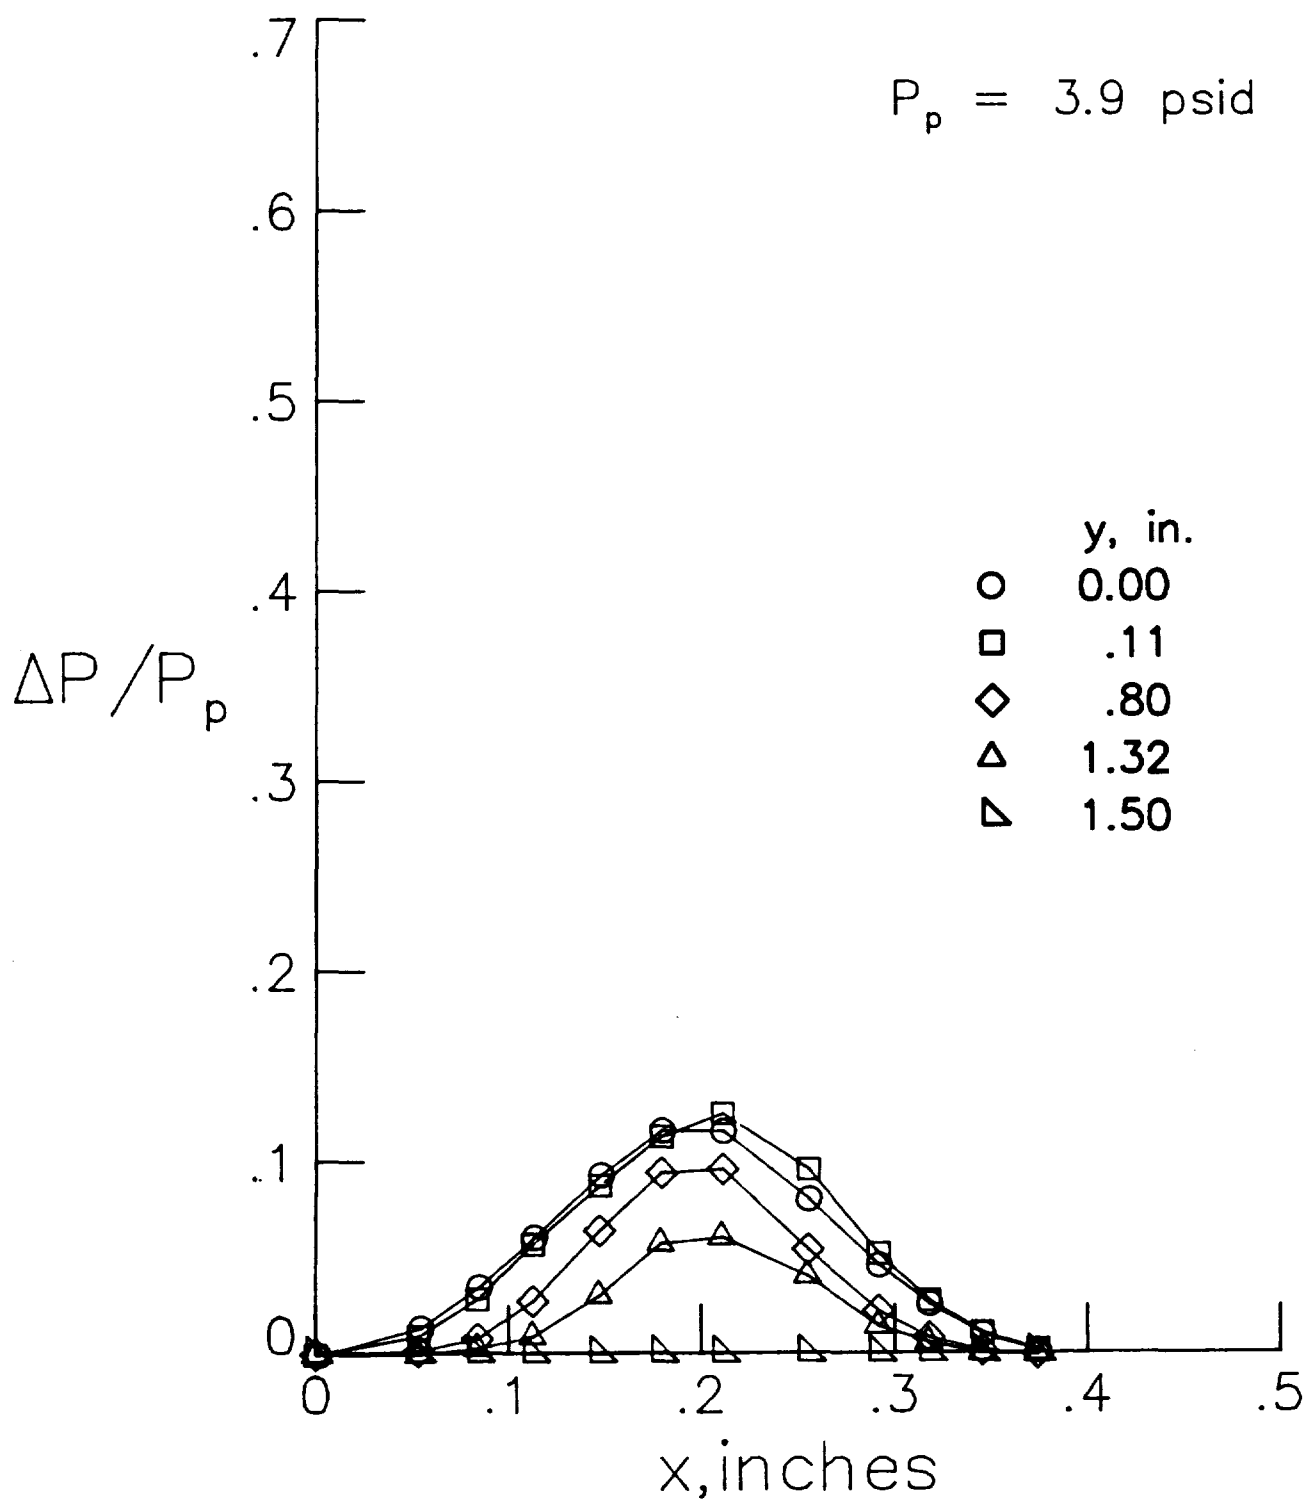 .7
P_p = 3.9 psid
.6
.5
y, in.
0.00
.11
.80
1.32
1.50
.4
ΔP/P_p
.3
.2
.1
0
0 .1 .2 .3 .4 .5
x,inches